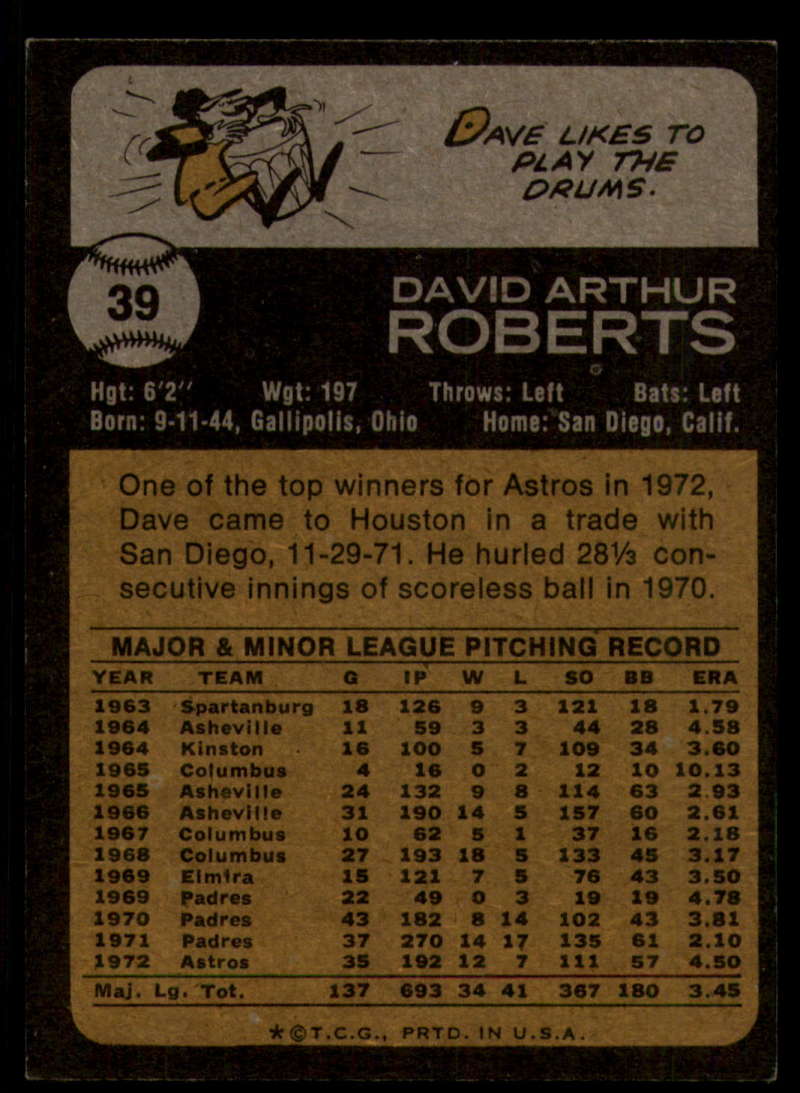 DAVE LIKES TO
PLAY THE
DRUMS.
39
DAVID ARTHUR
ROBERTS
Hgt: 6'2" Wgt: 197 Throws: Left Bats: Left
Born: 9-11-44, Gallipolis, Ohio Home: San Diego, Calif.
One of the top winners for Astros in 1972,
Dave came to Houston in a trade with
San Diego, 11-29-71. He hurled 28⅓ con-
secutive innings of scoreless ball in 1970.
MAJOR & MINOR LEAGUE PITCHING RECORD
YEAR TEAM G IP W L SO BB ERA
1963 Spartanburg 18 126 9 3 121 18 1.79
1964 Asheville 11 59 3 3 44 28 4.58
1964 Kinston 16 100 5 7 109 34 3.60
1965 Columbus 4 16 0 2 12 10 10.13
1965 Asheville 24 132 9 8 114 63 2.93
1966 Asheville 31 190 14 5 157 60 2.61
1967 Columbus 10 62 5 1 37 16 2.18
1968 Columbus 27 193 18 5 133 45 3.17
1969 Elmira 15 121 7 5 76 43 3.50
1969 Padres 22 49 0 3 19 19 4.78
1970 Padres 43 182 8 14 102 43 3.81
1971 Padres 37 270 14 17 135 61 2.10
1972 Astros 35 192 12 7 111 57 4.50
Maj. Lg. Tot. 137 693 34 41 367 180 3.45
*©T.C.G., PRTD. IN U.S.A.